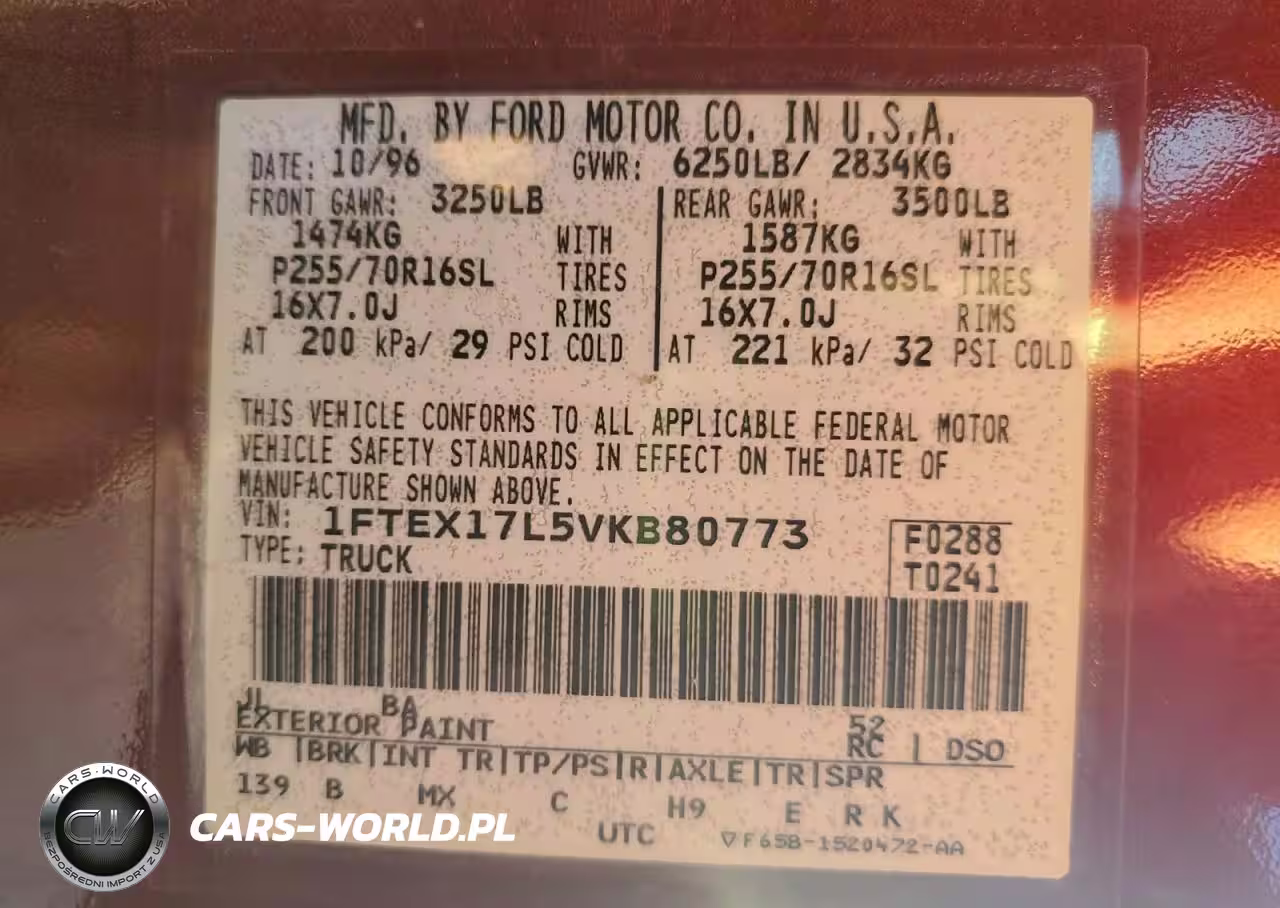 MFD. BY FORD MOTOR CO. IN U.S.A.
DATE: 10/96 GVWR: 6250LB/ 2834KG
FRONT GAWR: 3250LB REAR GAWR: 3500LB
1474KG WITH 1587KG WITH
P255/70R16SL TIRES P255/70R16SL TIRES
16X7.0J RIMS 16X7.0J RIMS
AT 200 kPa/ 29 PSI COLD AT 221 kPa/ 32 PSI COLD
THIS VEHICLE CONFORMS TO ALL APPLICABLE FEDERAL MOTOR
VEHICLE SAFETY STANDARDS IN EFFECT ON THE DATE OF
MANUFACTURE SHOWN ABOVE.
VIN: 1FTEX17L5VKB80773 F0288
TYPE: TRUCK T0241
JL BA 52
EXTERIOR PAINT RC | DSO
WB |BRK|INT TR|TP/PS|R|AXLE|TR|SPR
139 B MX C H9 E R K
UTC ▽F65B-1520472-AA
CARS-WORLD
CW
BEZPOŚREDNI IMPORT Z USA
CARS-WORLD.PL